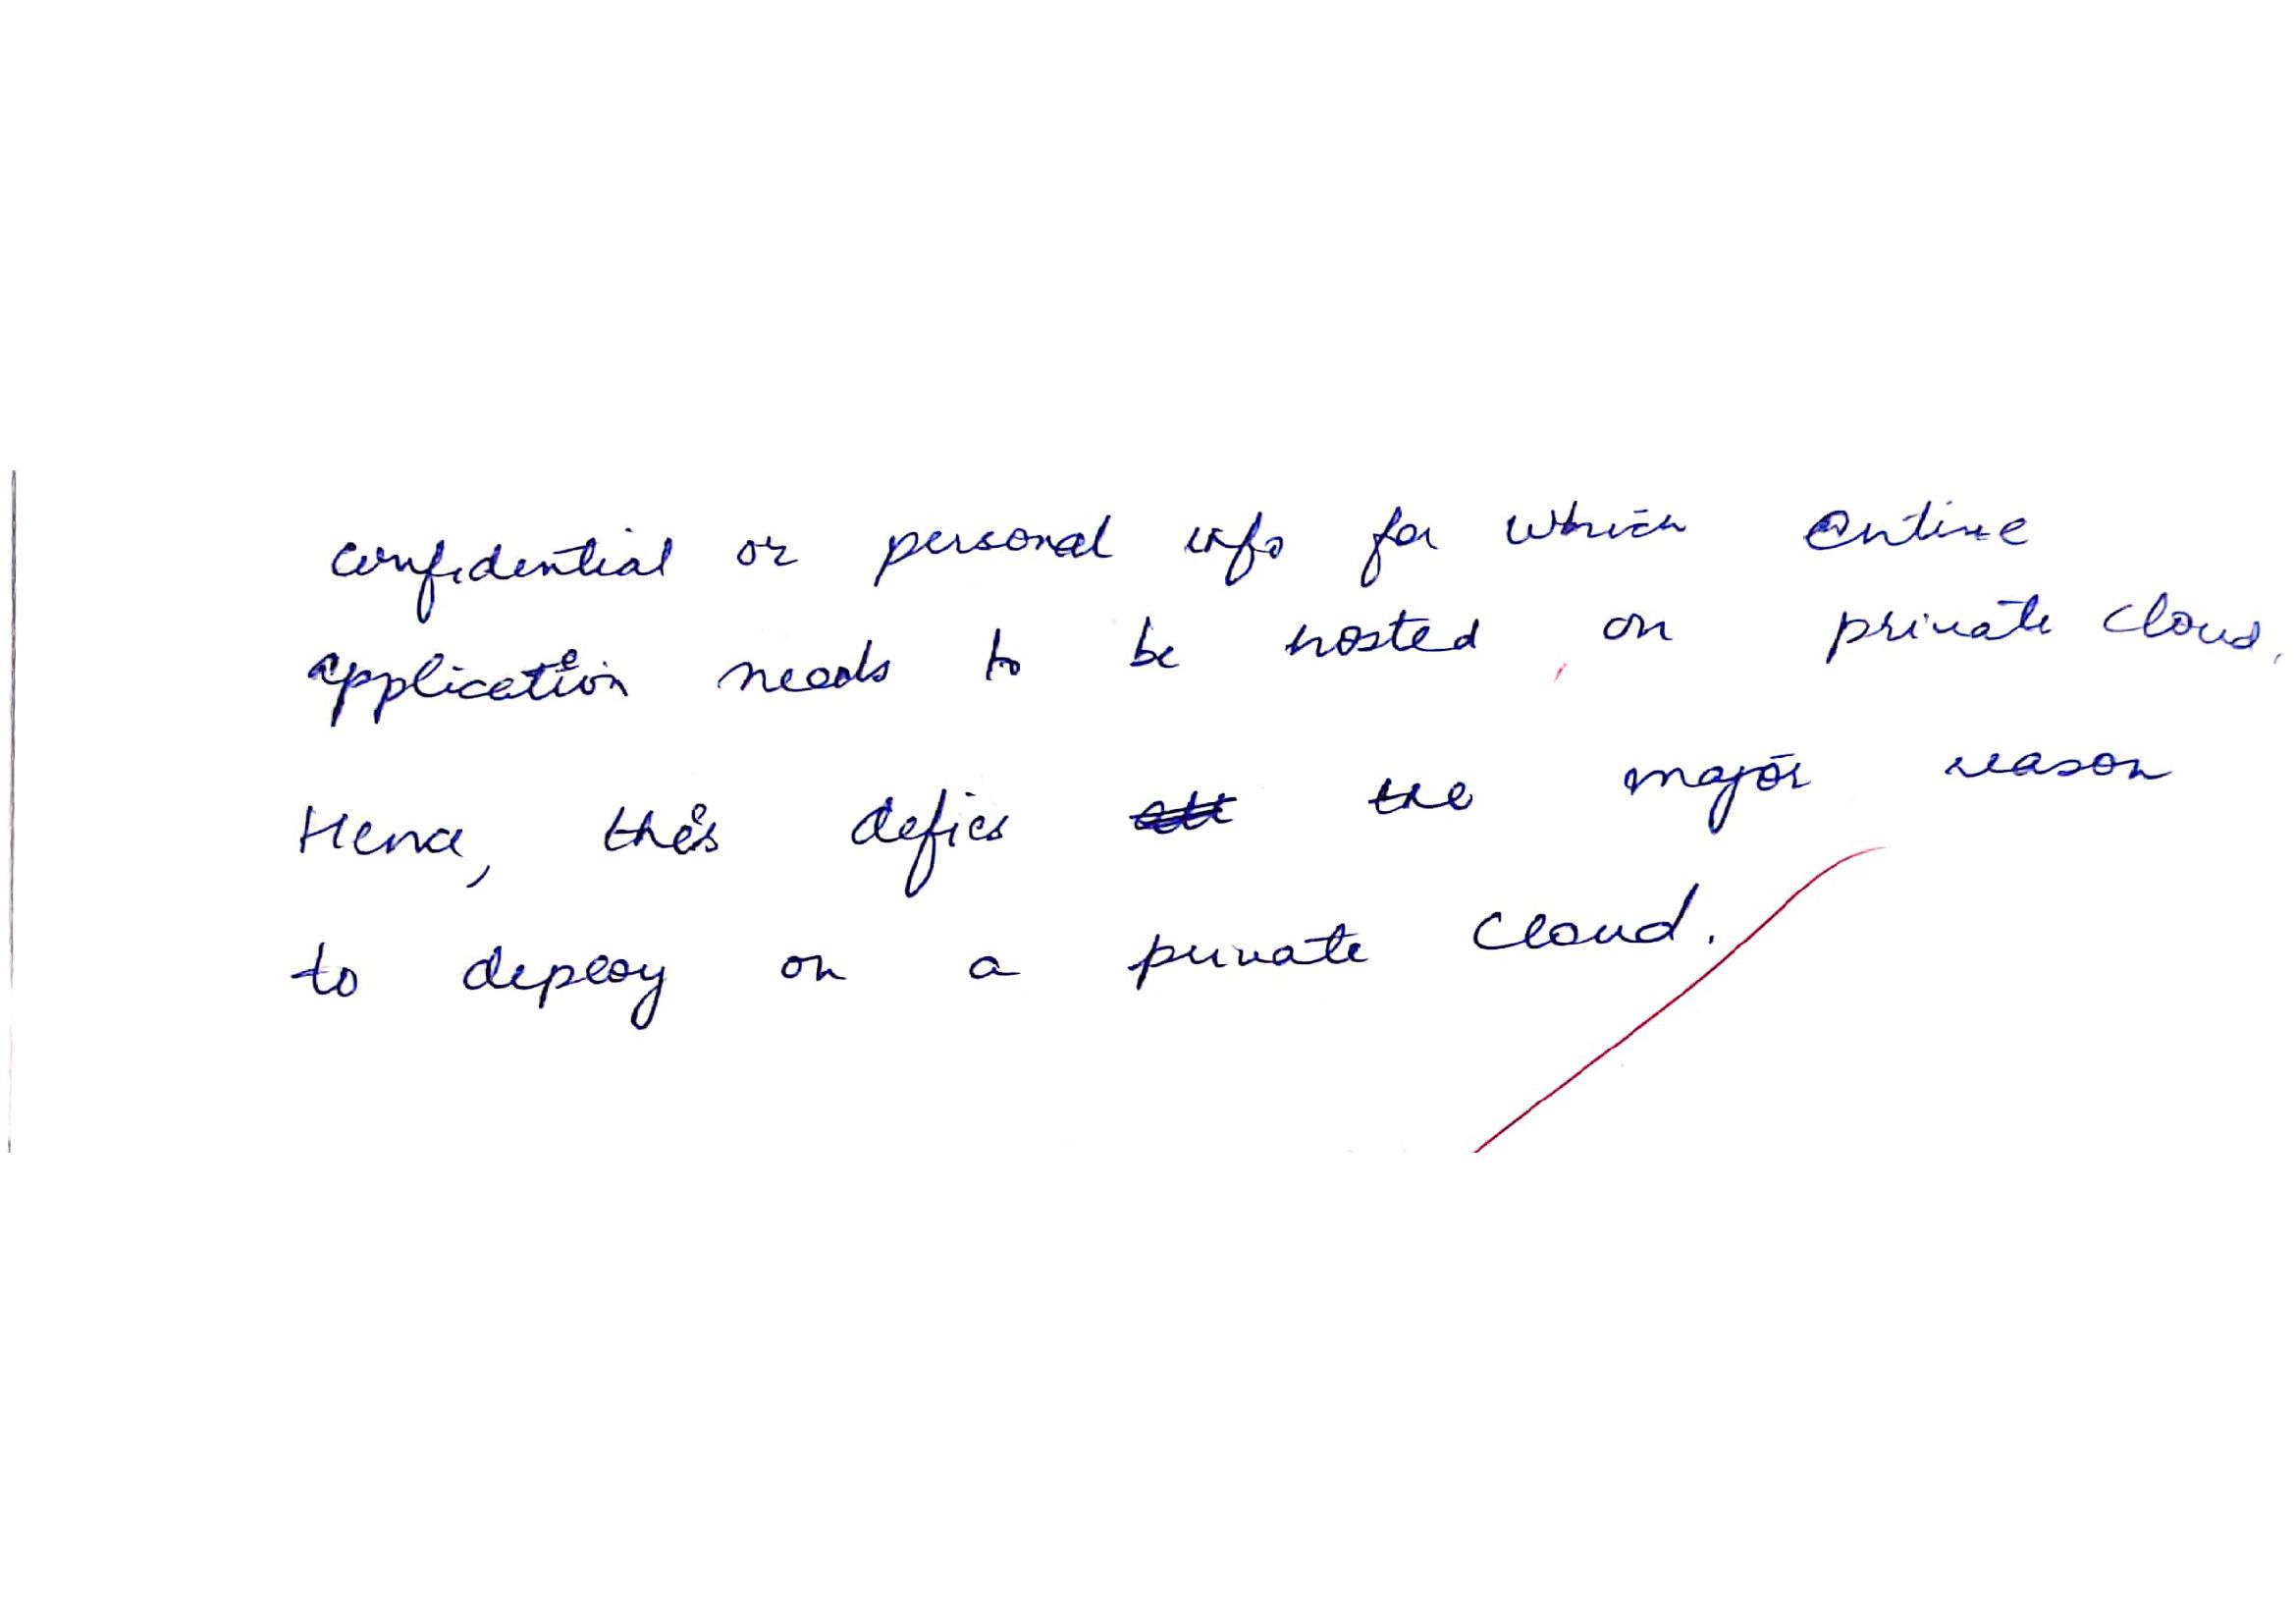 confidential or personal info for which entire
application needs to be hosted on private cloud.
Hence, this defies the major reason
to deploy on a private cloud.